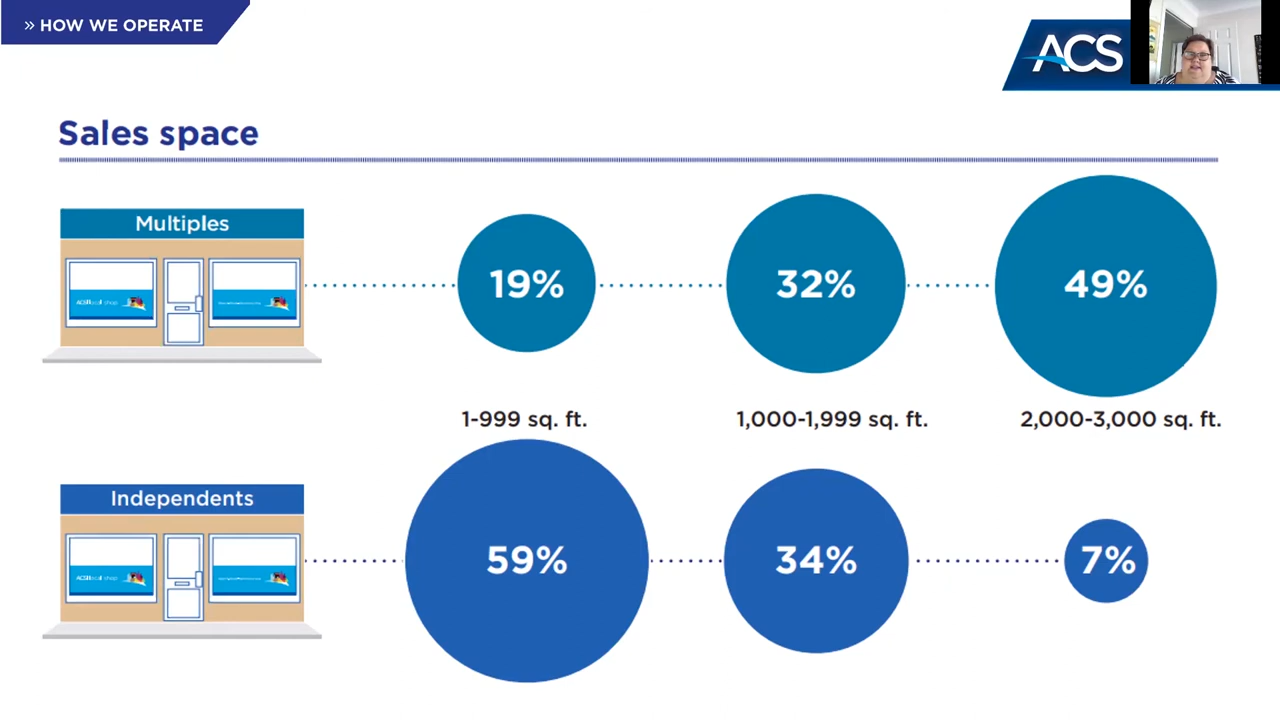 » HOW WE OPERATE
ACS
Sales space
Multiples
19%
32%
49%
1-999 sq. ft.
1,000-1,999 sq. ft.
2,000-3,000 sq. ft.
Independents
59%
34%
7%